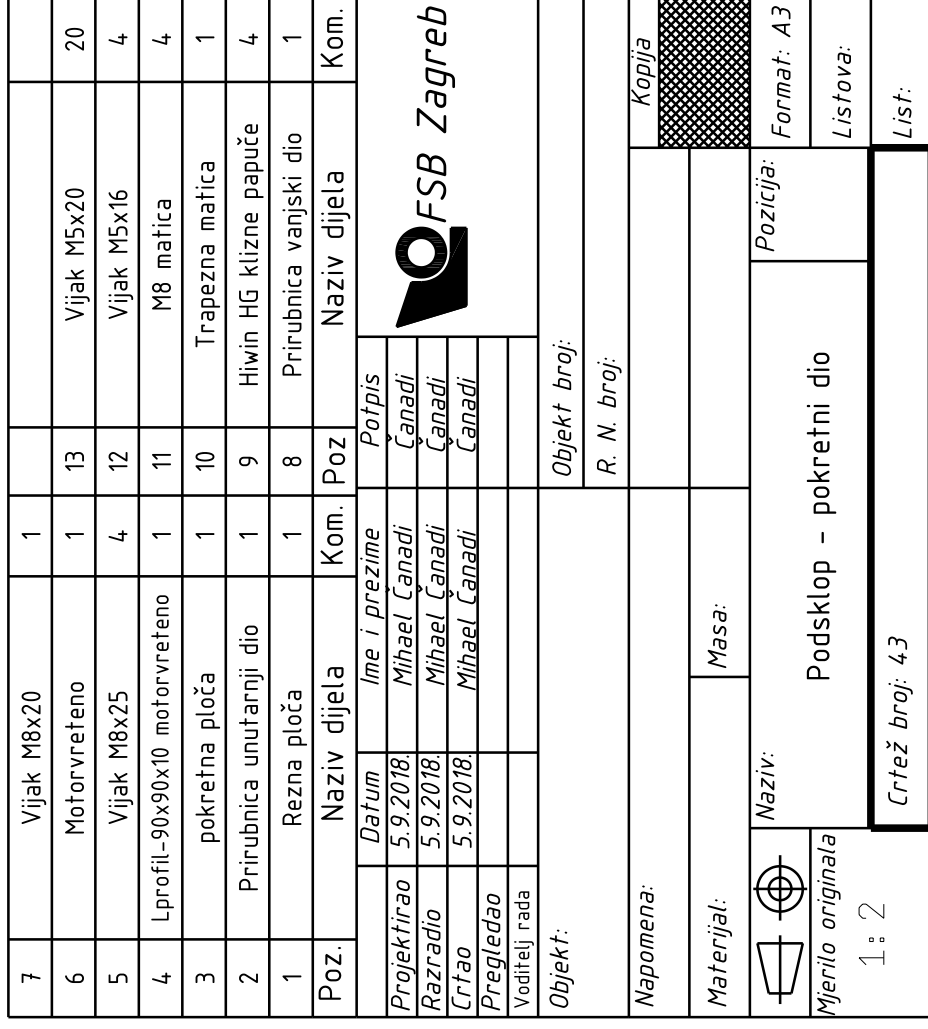 7 Vijak M8x20 1
6 Motorvreteno 1 13 Vijak M5x20 20
5 Vijak M8x25 4 12 Vijak M5x16 4
4 Lprofil-90x90x10 motorvreteno 1 11 M8 matica 4
3 pokretna ploča 1 10 Trapezna matica 1
2 Prirubnica unutarnji dio 1 9 Hiwin HG klizne papuče 4
1 Rezna ploča 1 8 Prirubnica vanjski dio 1
Poz. Naziv dijela Kom. Poz Naziv dijela Kom.
Datum Ime i prezime Potpis
Projektirao 5.9.2018. Mihael Čanadi Čanadi
Razradio 5.9.2018. Mihael Čanadi Čanadi
Crtao 5.9.2018. Mihael Čanadi Čanadi
Pregledao
Voditelj rada
FSB Zagreb
Objekt: Objekt broj:
R. N. broj:
Napomena: Kopija
Materijal: Masa:
Naziv: Pozicija: Format: A3
Podsklop - pokretni dio
Mjerilo originala Listova:
1:2
Crtež broj: 43 List: